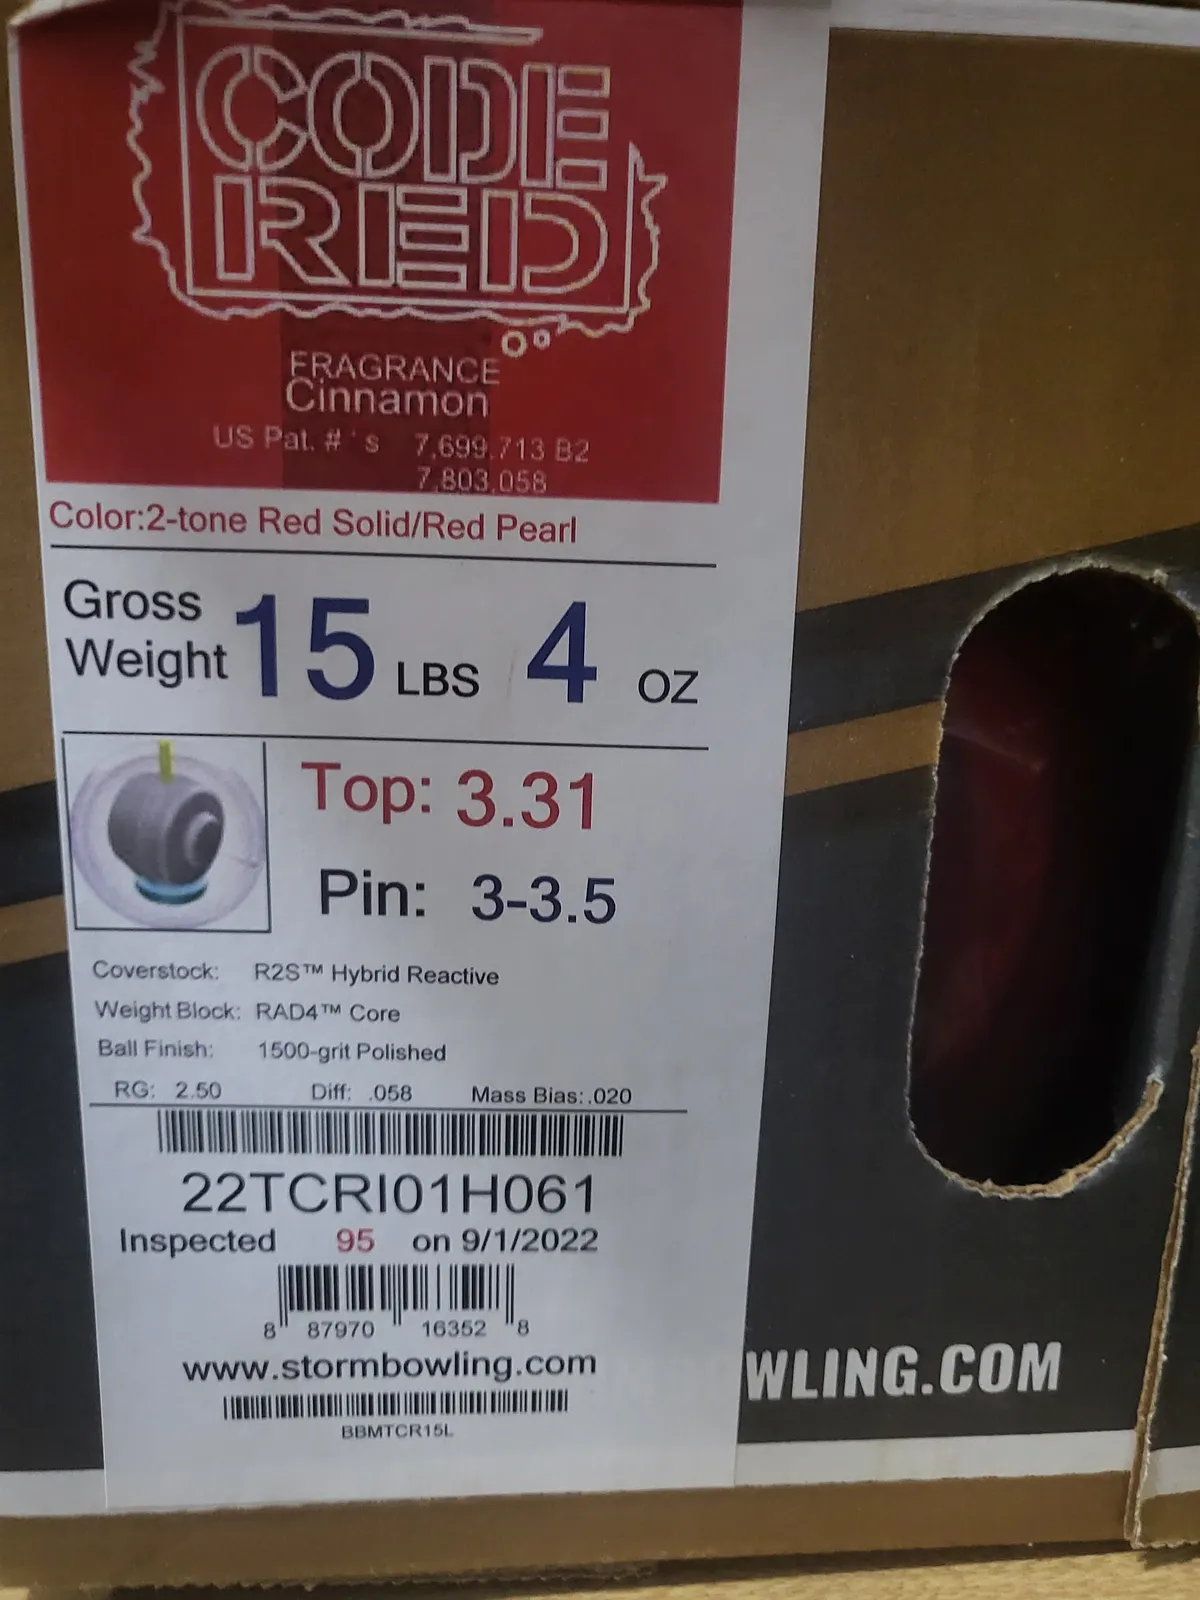 CODE
RED
FRAGRANCE
Cinnamon
US Pat. #'s 7,699,713 B2
7,803,058
Color:2-tone Red Solid/Red Pearl
Gross Weight 15 LBS 4 OZ
Top: 3.31
Pin: 3-3.5
Coverstock: R2S™ Hybrid Reactive
Weight Block: RAD4™ Core
Ball Finish: 1500-grit Polished
RG: 2.50 Diff: .058 Mass Bias:.020
22TCRI01H061
Inspected 95 on 9/1/2022
8 87970 16352 8
www.stormbowling.com
BBMTCR15L
WLING.COM